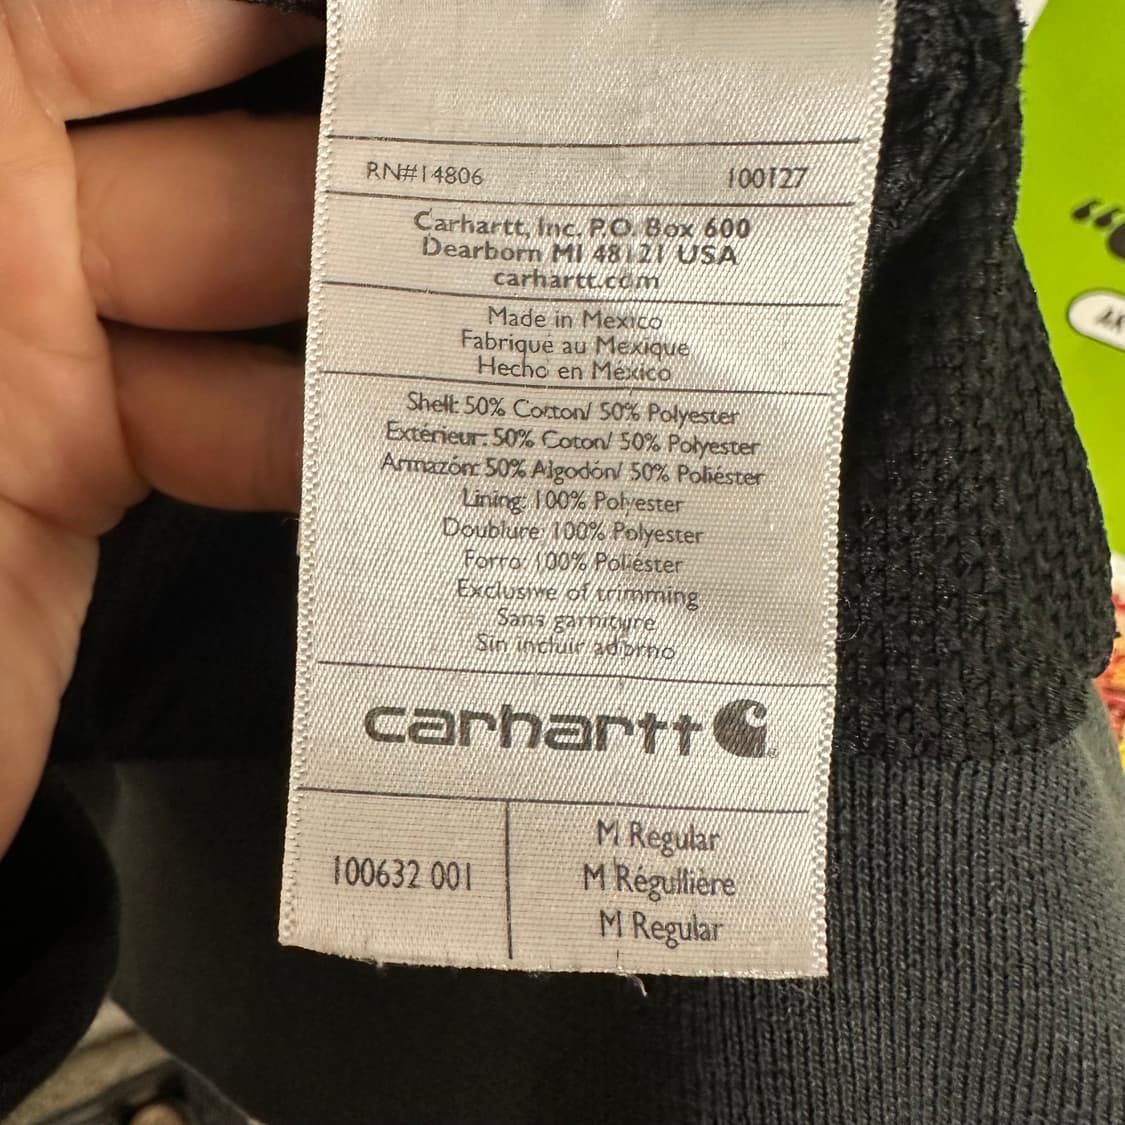 RN#14806 100127
Carhartt, Inc. P.O. Box 600
Dearborn MI 48121 USA
carhartt.com
Made in Mexico
Fabriqué au Mexique
Hecho en México
Shell: 50% Cotton/ 50% Polyester
Extérieur: 50% Coton/ 50% Polyester
Armazón: 50% Algodón/ 50% Poliéster
Lining: 100% Polyester
Doublure: 100% Polyester
Forro: 100% Poliéster
Exclusive of trimming
Sans garniture
Sin incluir adorno
carhartt
100632 001
M Regular
M Régullière
M Regular